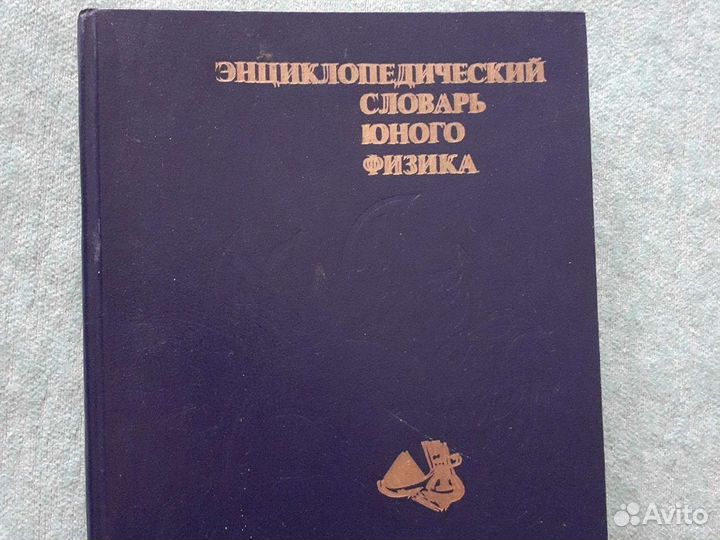 ЭНЦИКЛОПЕДИЧЕСКИЙ
СЛОВАРЬ
ЮНОГО
ФИЗИКА
Avito